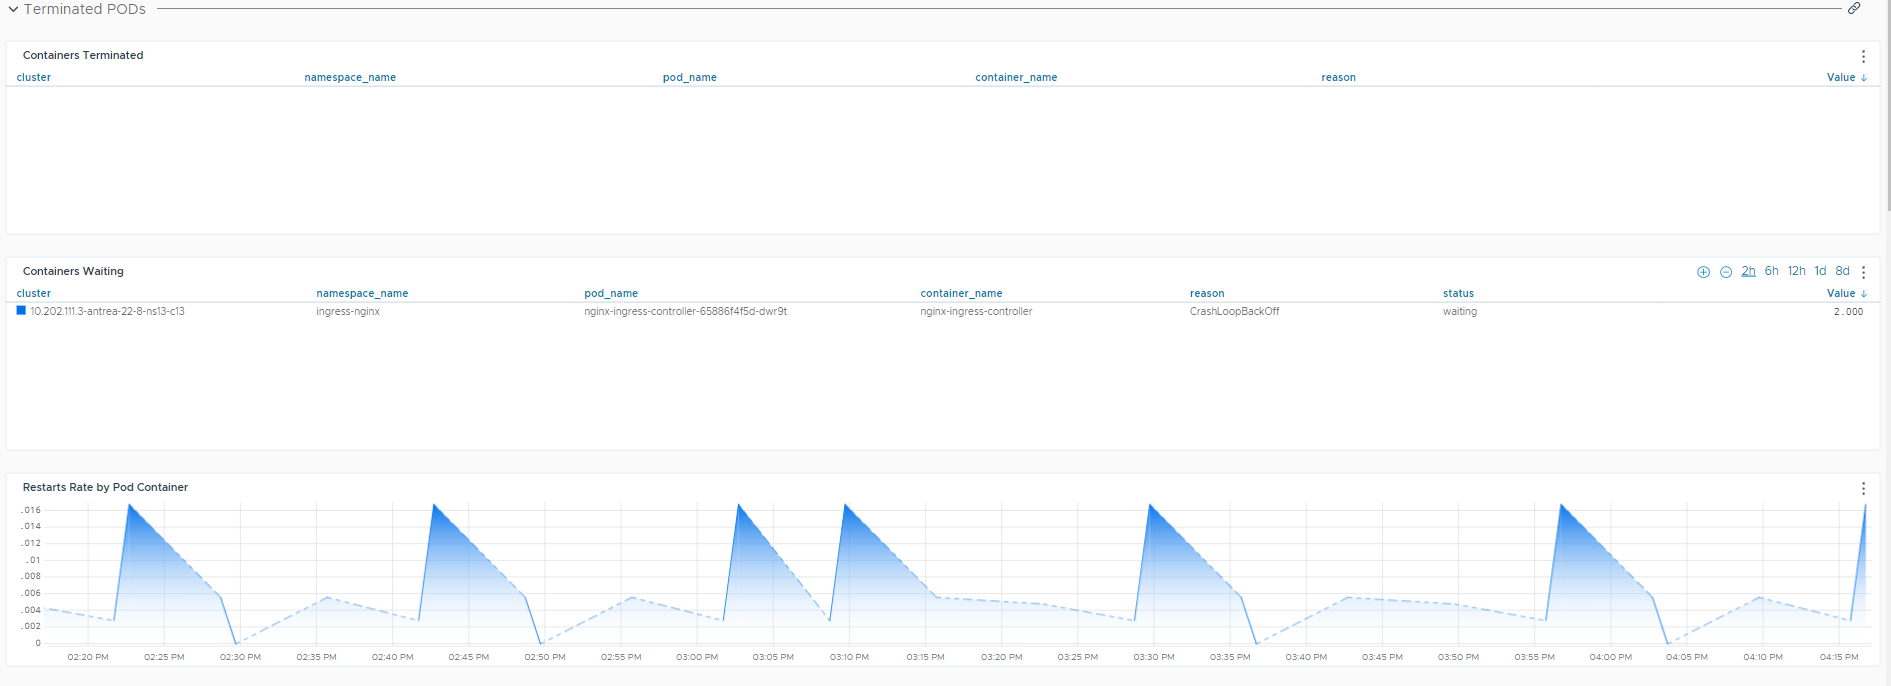 Terminated PODs
Containers Terminated
cluster namespace_name pod_name container_name reason Value ↓
Containers Waiting 2h 6h 12h 1d 8d
cluster namespace_name pod_name container_name reason status Value ↓
10.202.111.3-antrea-22-8-ns13-c13 ingress-nginx nginx-ingress-controller-65886f4f5d-dwr9t nginx-ingress-controller CrashLoopBackOff waiting 2.000
Restarts Rate by Pod Container
.016
.014
.012
.01
.008
.006
.004
.002
0
02:20 PM 02:25 PM 02:30 PM 02:35 PM 02:40 PM 02:45 PM 02:50 PM 02:55 PM 03:00 PM 03:05 PM 03:10 PM 03:15 PM 03:20 PM 03:25 PM 03:30 PM 03:35 PM 03:40 PM 03:45 PM 03:50 PM 03:55 PM 04:00 PM 04:05 PM 04:10 PM 04:15 PM